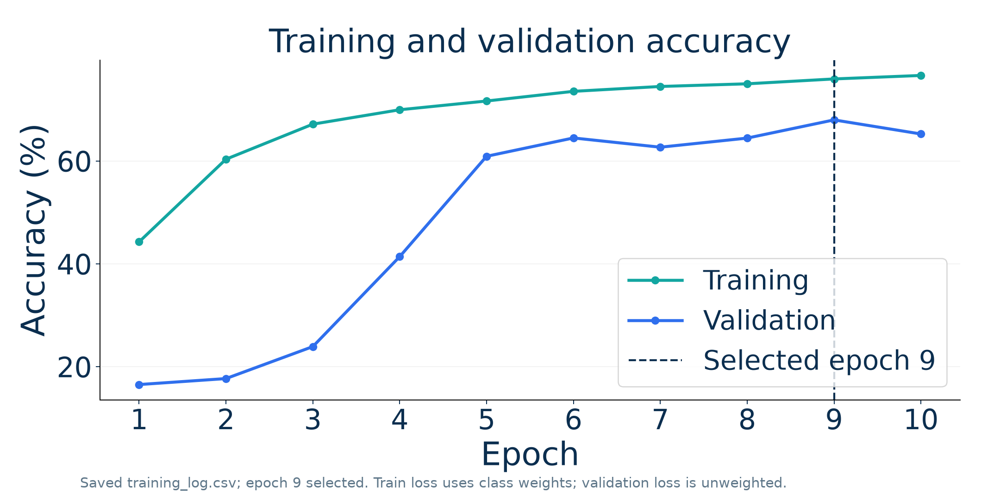 Training and validation accuracy
Accuracy (%)
60
40
20
Training
Validation
Selected epoch 9
1 2 3 4 5 6 7 8 9 10
Epoch
Saved training_log.csv; epoch 9 selected. Train loss uses class weights; validation loss is unweighted.